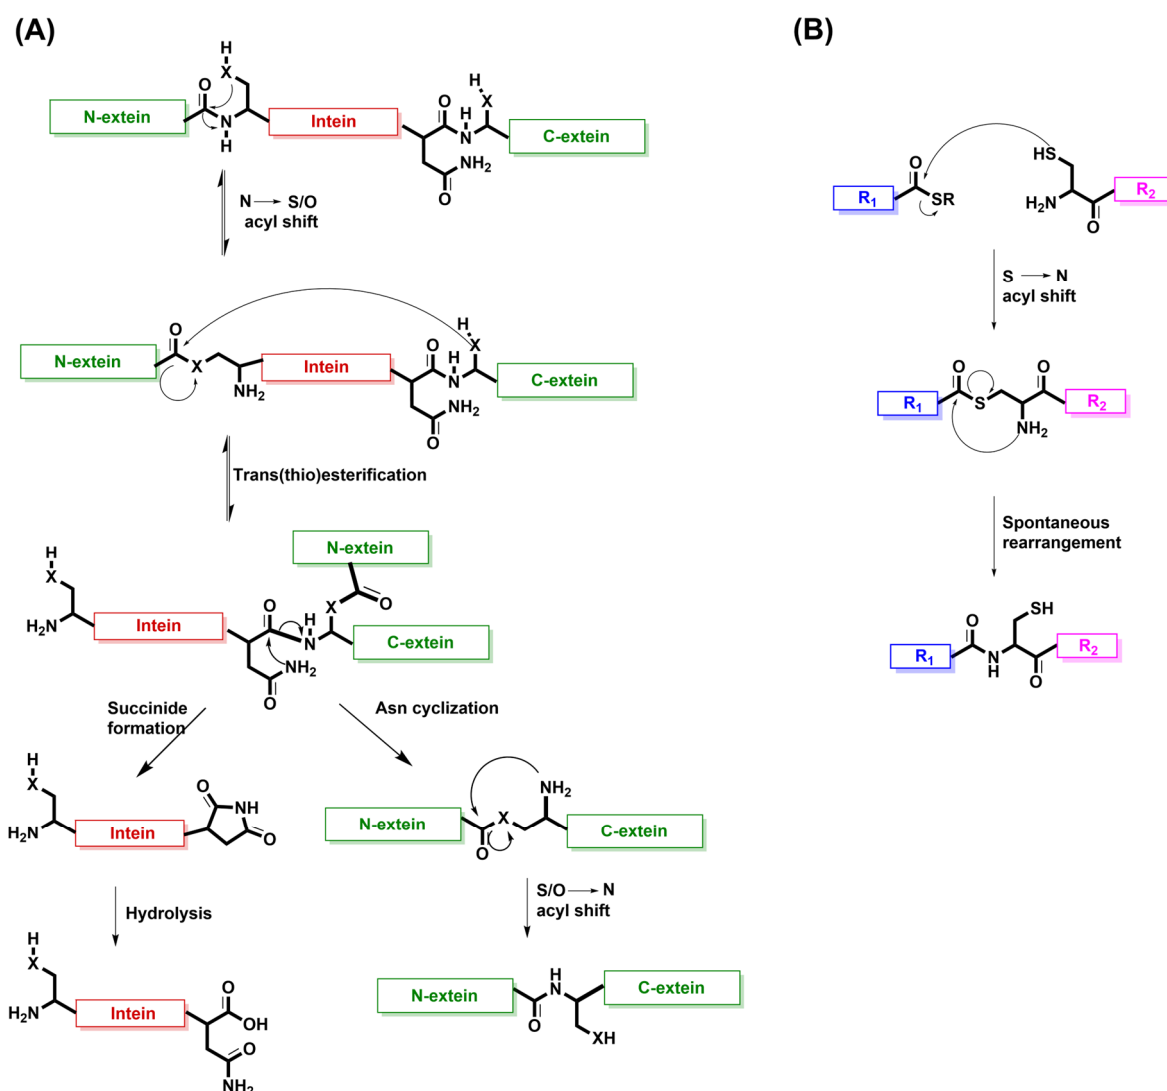 (A)
H
X
O
N
H
N-extein
Intein
O
H
N
H
X
NH2
O
C-extein
N → S/O
acyl shift
N-extein
O
X
NH2
Intein
O
H
N
H
X
NH2
O
C-extein
Trans(thio)esterification
N-extein
H
X
H2N
Intein
O
H
N
X
O
NH2
O
C-extein
Succinide
formation
Asn cyclization
H
X
H2N
Intein
O
NH
O
N-extein
O
X
NH2
C-extein
Hydrolysis
S/O → N
acyl shift
H
X
H2N
Intein
O
OH
O
NH2
N-extein
O
H
N
XH
C-extein
(B)
R1
O
SR
HS
H2N
O
R2
S → N
acyl shift
R1
O
S
NH2
O
R2
Spontaneous
rearrangement
R1
O
N
H
SH
O
R2